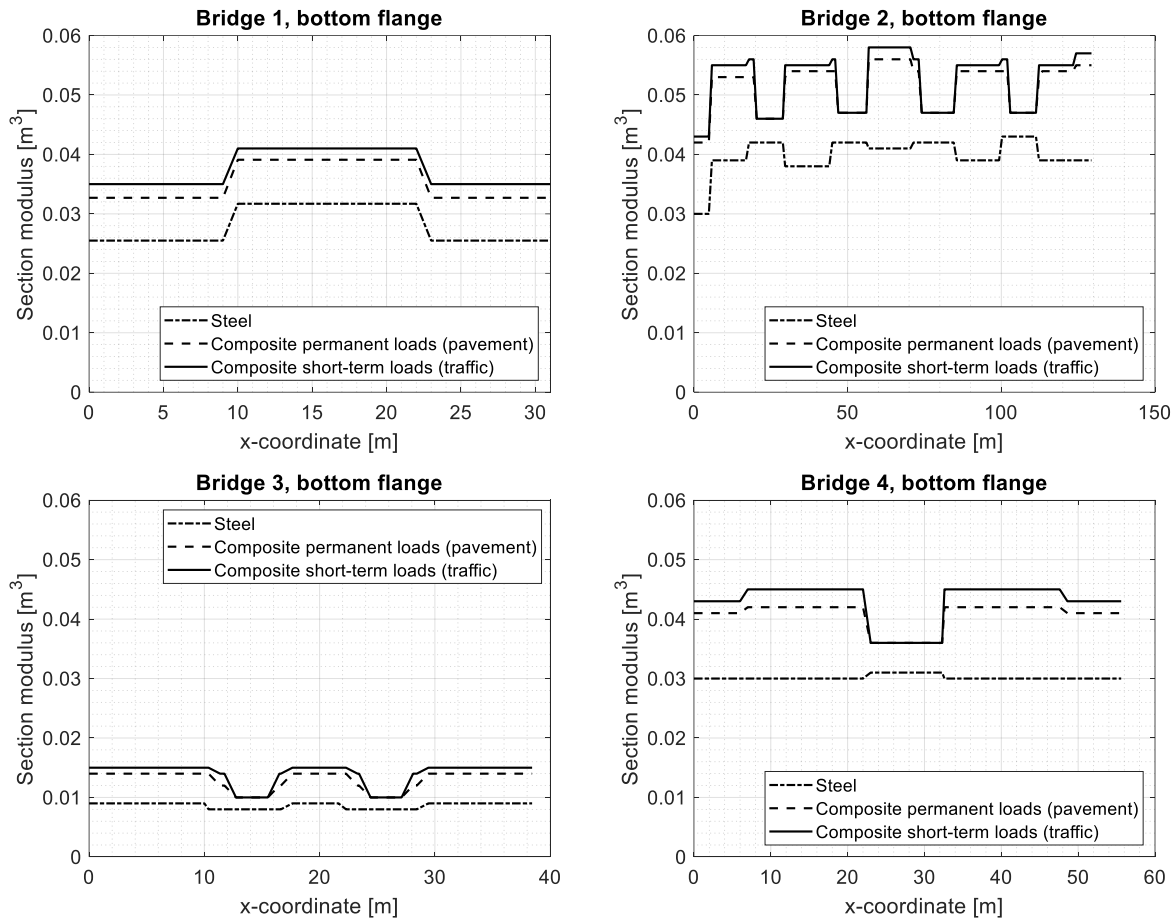 Bridge 1, bottom flange
0.06
0.05
0.04
0.03
0.02
0.01
0
Section modulus [m³]
Steel
Composite permanent loads (pavement)
Composite short-term loads (traffic)
0 5 10 15 20 25 30
x-coordinate [m]
Bridge 2, bottom flange
0.06
0.05
0.04
0.03
0.02
0.01
0
Section modulus [m³]
Steel
Composite permanent loads (pavement)
Composite short-term loads (traffic)
0 50 100 150
x-coordinate [m]
Bridge 3, bottom flange
0.06
0.05
0.04
0.03
0.02
0.01
0
Section modulus [m³]
Steel
Composite permanent loads (pavement)
Composite short-term loads (traffic)
0 10 20 30 40
x-coordinate [m]
Bridge 4, bottom flange
0.06
0.05
0.04
0.03
0.02
0.01
0
Section modulus [m³]
Steel
Composite permanent loads (pavement)
Composite short-term loads (traffic)
0 10 20 30 40 50 60
x-coordinate [m]